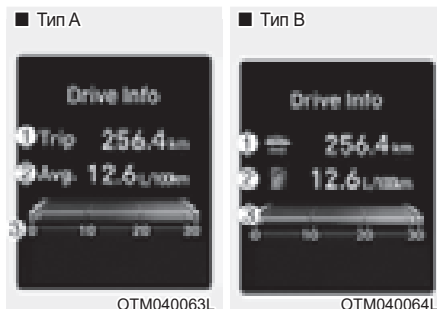 ■ Тип A
Drive Info
1 Trip 256.4 km
2 Avg. 12.6 L/100km
3
0 10 20 30
OTM040063L
■ Тип B
Drive Info
1 256.4 km
2 12.6 L/100km
3
0 10 20 30
OTM040064L